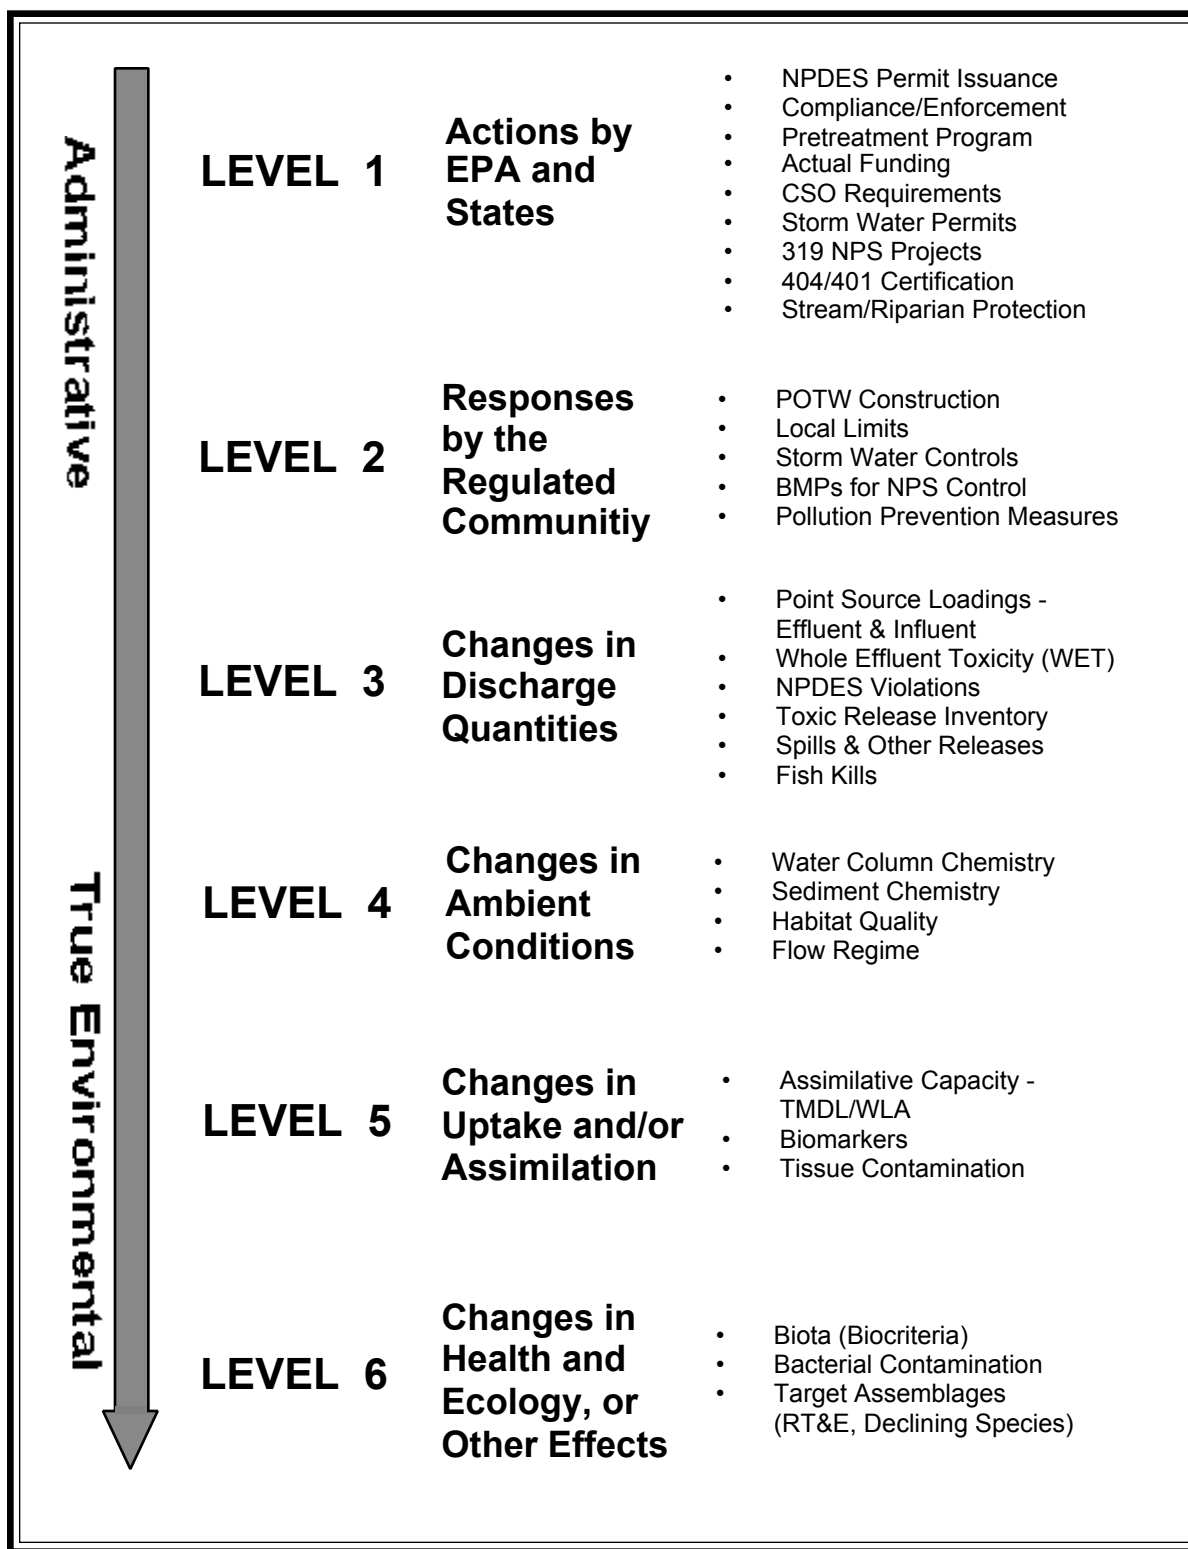 Administrative
True Environmental
LEVEL 1
Actions by
EPA and
States
• NPDES Permit Issuance
• Compliance/Enforcement
• Pretreatment Program
• Actual Funding
• CSO Requirements
• Storm Water Permits
• 319 NPS Projects
• 404/401 Certification
• Stream/Riparian Protection
LEVEL 2
Responses
by the
Regulated
Communitiy
• POTW Construction
• Local Limits
• Storm Water Controls
• BMPs for NPS Control
• Pollution Prevention Measures
LEVEL 3
Changes in
Discharge
Quantities
• Point Source Loadings -
Effluent & Influent
• Whole Effluent Toxicity (WET)
• NPDES Violations
• Toxic Release Inventory
• Spills & Other Releases
• Fish Kills
LEVEL 4
Changes in
Ambient
Conditions
• Water Column Chemistry
• Sediment Chemistry
• Habitat Quality
• Flow Regime
LEVEL 5
Changes in
Uptake and/or
Assimilation
• Assimilative Capacity -
TMDL/WLA
• Biomarkers
• Tissue Contamination
LEVEL 6
Changes in
Health and
Ecology, or
Other Effects
• Biota (Biocriteria)
• Bacterial Contamination
• Target Assemblages
(RT&E, Declining Species)